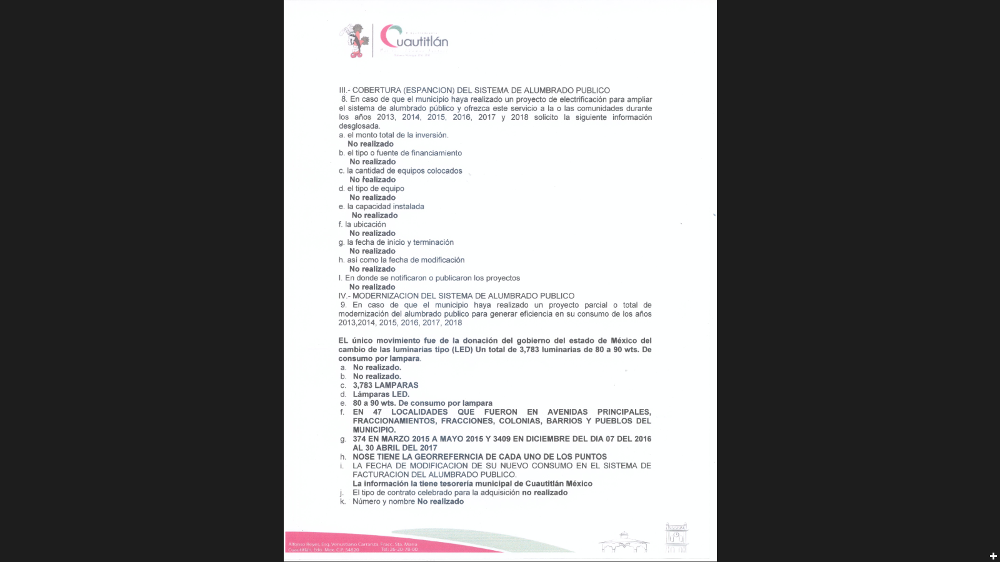 Cuautitlán
III.- COBERTURA (ESPANCION) DEL SISTEMA DE ALUMBRADO PUBLICO
8. En caso de que el municipio haya realizado un proyecto de electrificación para ampliar
el sistema de alumbrado público y ofrezca este servicio a la o las comunidades durante
los años 2013, 2014, 2015, 2016, 2017 y 2018 solicito la siguiente información
desglosada.
a. el monto total de la inversión.
No realizado
b. el tipo o fuente de financiamiento
No realizado
c. la cantidad de equipos colocados
No realizado
d. el tipo de equipo
No realizado
e. la capacidad instalada
No realizado
f. la ubicación
No realizado
g. la fecha de inicio y terminación
No realizado
h. así como la fecha de modificación
No realizado
I. En donde se notificaron o publicaron los proyectos
No realizado
IV.- MODERNIZACION DEL SISTEMA DE ALUMBRADO PUBLICO
9. En caso de que el municipio haya realizado un proyecto parcial o total de
modernización del alumbrado publico para generar eficiencia en su consumo de los años
2013,2014, 2015, 2016, 2017, 2018
EL único movimiento fue de la donación del gobierno del estado de México del
cambio de las luminarias tipo (LED) Un total de 3,783 luminarias de 80 a 90 wts. De
consumo por lampara.
a. No realizado.
b. No realizado.
c. 3,783 LAMPARAS
d. Lámparas LED.
e. 80 a 90 wts. De consumo por lampara
f. EN 47 LOCALIDADES QUE FUERON EN AVENIDAS PRINCIPALES,
FRACCIONAMIENTOS, FRACCIONES, COLONIAS, BARRIOS Y PUEBLOS DEL
MUNICIPIO.
g. 374 EN MARZO 2015 A MAYO 2015 Y 3409 EN DICIEMBRE DEL DIA 07 DEL 2016
AL 30 ABRIL DEL 2017
h. NOSE TIENE LA GEORREFERNCIA DE CADA UNO DE LOS PUNTOS
i. LA FECHA DE MODIFICACION DE SU NUEVO CONSUMO EN EL SISTEMA DE
FACTURACION DEL ALUMBRADO PUBLICO.
La información la tiene tesorería municipal de Cuautitlán México
j. El tipo de contrato celebrado para la adquisición no realizado
k. Número y nombre No realizado
Alfonso Reyes, Esq. Venustiano Carranza, Fracc. Sta. María
Cuautitlán, Edo. Mex. C.P. 54820 Tel: 26-20-78-00